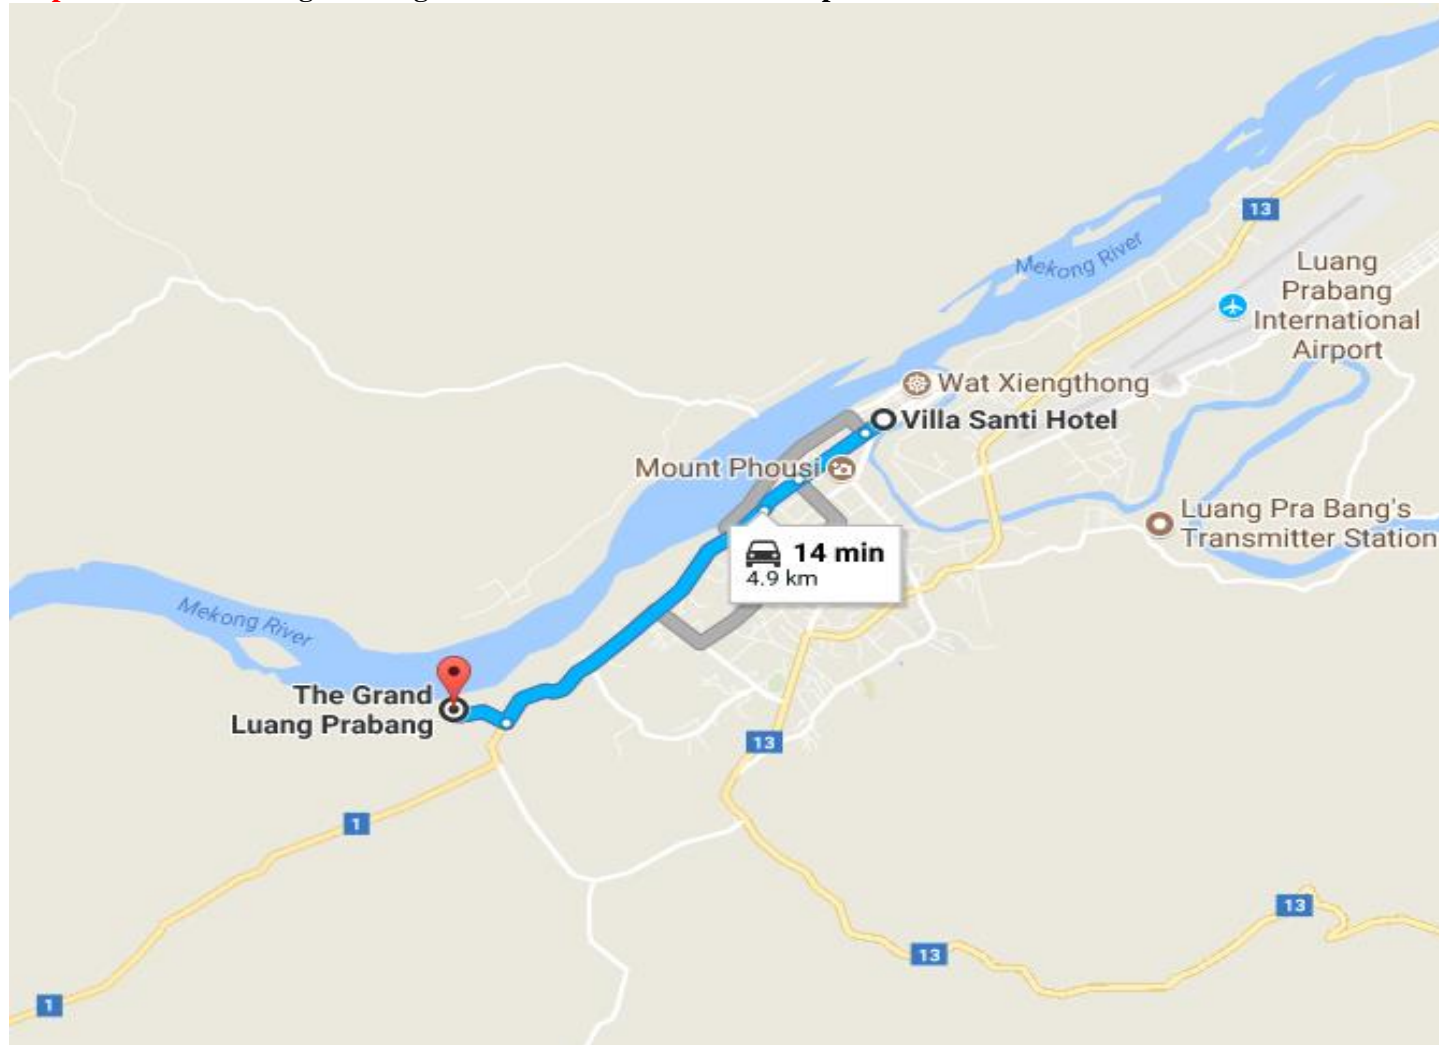 13
Mekong River
Luang
Prabang
International
Airport
Wat Xiengthong
Villa Santi Hotel
Mount Phousi
Luang Pra Bang's
Transmitter Station
14 min
4.9 km
Mekong River
The Grand
Luang Prabang
13
1
13
13
1